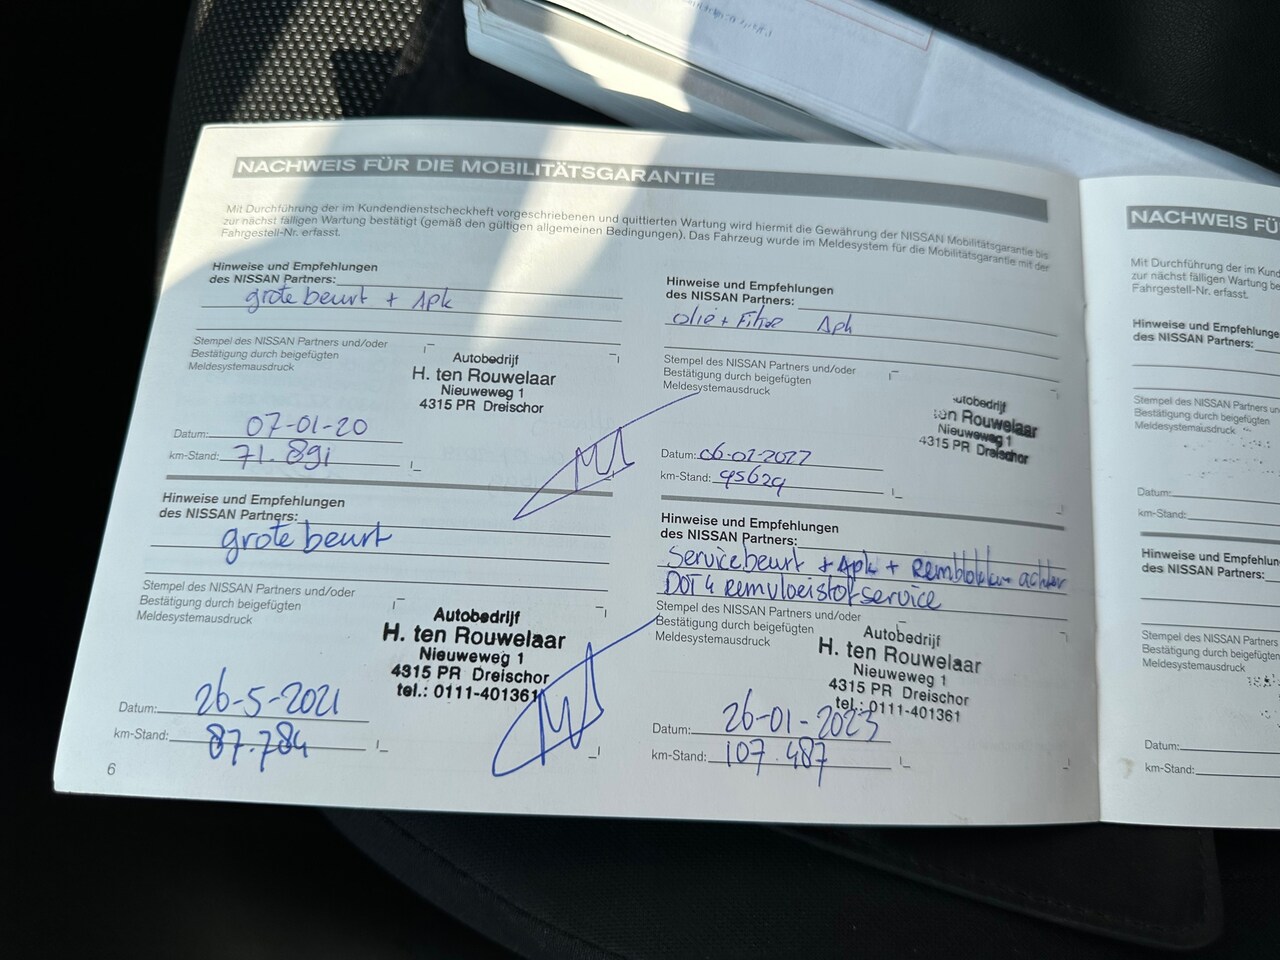 NACHWEIS FÜR DIE MOBILITÄTSGARANTIE
Mit Durchführung der im Kundendienstscheckheft vorgeschriebenen und quittierten Wartung wird hiermit die Gewährung der NISSAN Mobilitätsgarantie bis
zur nächst fälligen Wartung bestätigt (gemäß den gültigen allgemeinen Bedingungen). Das Fahrzeug wurde im Meldesystem für die Mobilitätsgarantie mit der
Fahrgestell-Nr. erfasst.
Hinweise und Empfehlungen
des NISSAN Partners:
grote beurt + Apk
Stempel des NISSAN Partners und/oder
Bestätigung durch beigefügten
Meldesystemausdruck
Autobedrijf
H. ten Rouwelaar
Nieuweweg 1
4315 PR Dreischor
Datum: 07-01-20
km-Stand: 71.891
Hinweise und Empfehlungen
des NISSAN Partners:
grote beurt
Stempel des NISSAN Partners und/oder
Bestätigung durch beigefügten
Meldesystemausdruck
Autobedrijf
H. ten Rouwelaar
Nieuweweg 1
4315 PR Dreischor
tel.: 0111-401361
Datum: 26-5-2021
km-Stand: 87.784
6
Hinweise und Empfehlungen
des NISSAN Partners:
olie + Filter Apk
Stempel des NISSAN Partners und/oder
Bestätigung durch beigefügten
Meldesystemausdruck
utobedrijf
ten Rouwelaar
Nieuweweg 1
4315 PR Dreischor
Datum:
km-Stand: 95629
Hinweise und Empfehlungen
des NISSAN Partners:
Servicebeurt + Apk + Remblokken achter
DOT 4 remvloeistof service
Stempel des NISSAN Partners und/oder
Bestätigung durch beigefügten
Meldesystemausdruck
Autobedrijf
H. ten Rouwelaar
Nieuweweg 1
4315 PR Dreischor
tel.: 0111-401361
Datum: 26-01-2023
km-Stand: 107.487
NACHWEIS FÜ
Mit Durchführung der im Kund
zur nächst fälligen Wartung be
Fahrgestell-Nr. erfasst.
Hinweise und Empfehlunge
des NISSAN Partners:
Stempel des NISSAN Partners un
Bestätigung durch beigefügten
Meldesystemausdruck
Datum:
km-Stand:
Hinweise und Empfehlun
des NISSAN Partners:
Stempel des NISSAN Partners
Bestätigung durch beigefügte
Meldesystemausdruck
Datum:
km-Stand: